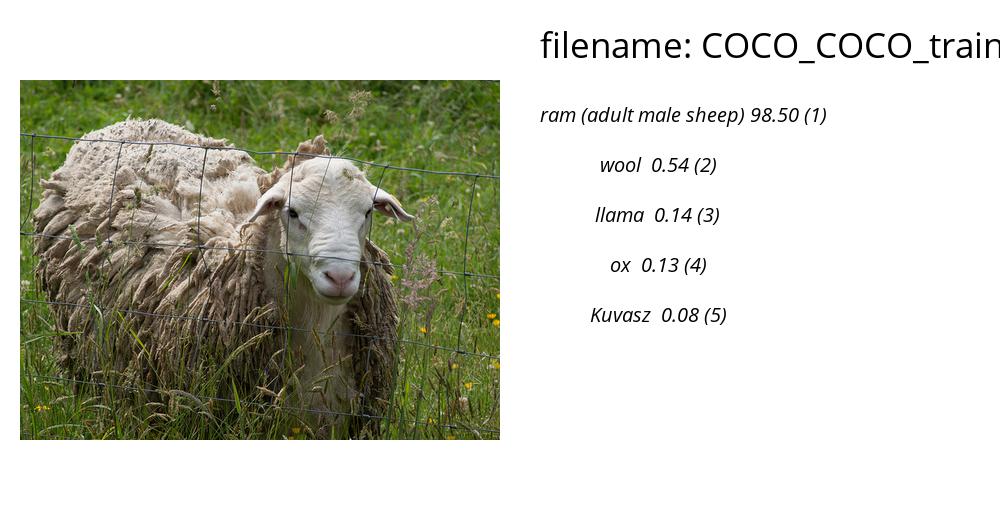 filename: COCO_COCO_train
ram (adult male sheep) 98.50 (1)
wool 0.54 (2)
llama 0.14 (3)
ox 0.13 (4)
Kuvasz 0.08 (5)